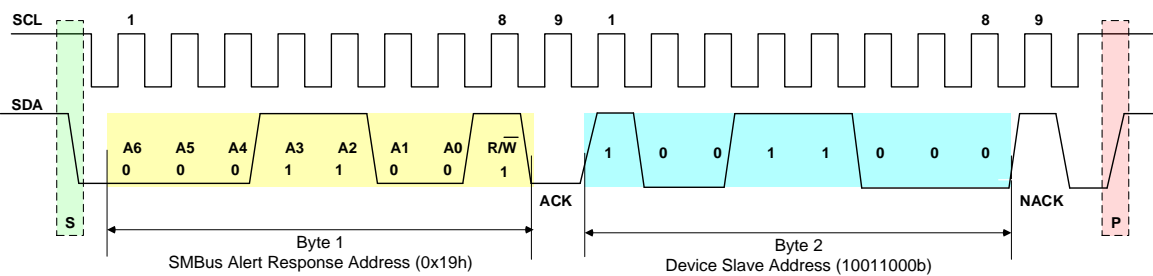 SCL 1 8 9 1 8 9
SDA
A6 A5 A4 A3 A2 A1 A0 R/W
0 0 0 1 1 0 0 1
1 0 0 1 1 0 0 0
S ACK NACK P
Byte 1
SMBus Alert Response Address (0x19h)
Byte 2
Device Slave Address (10011000b)